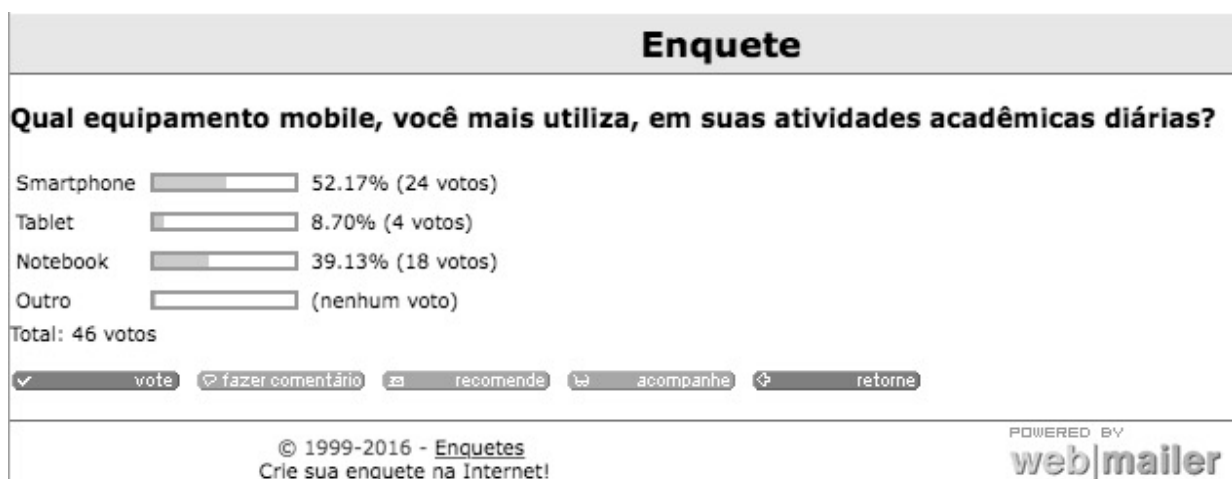 Enquete
Qual equipamento mobile, você mais utiliza, em suas atividades acadêmicas diárias?
Smartphone 52.17% (24 votos)
Tablet 8.70% (4 votos)
Notebook 39.13% (18 votos)
Outro (nenhum voto)
Total: 46 votos
vote fazer comentário recomende acompanhe retorne
© 1999-2016 - Enquetes
Crie sua enquete na Internet!
POWERED BY
web|mailer